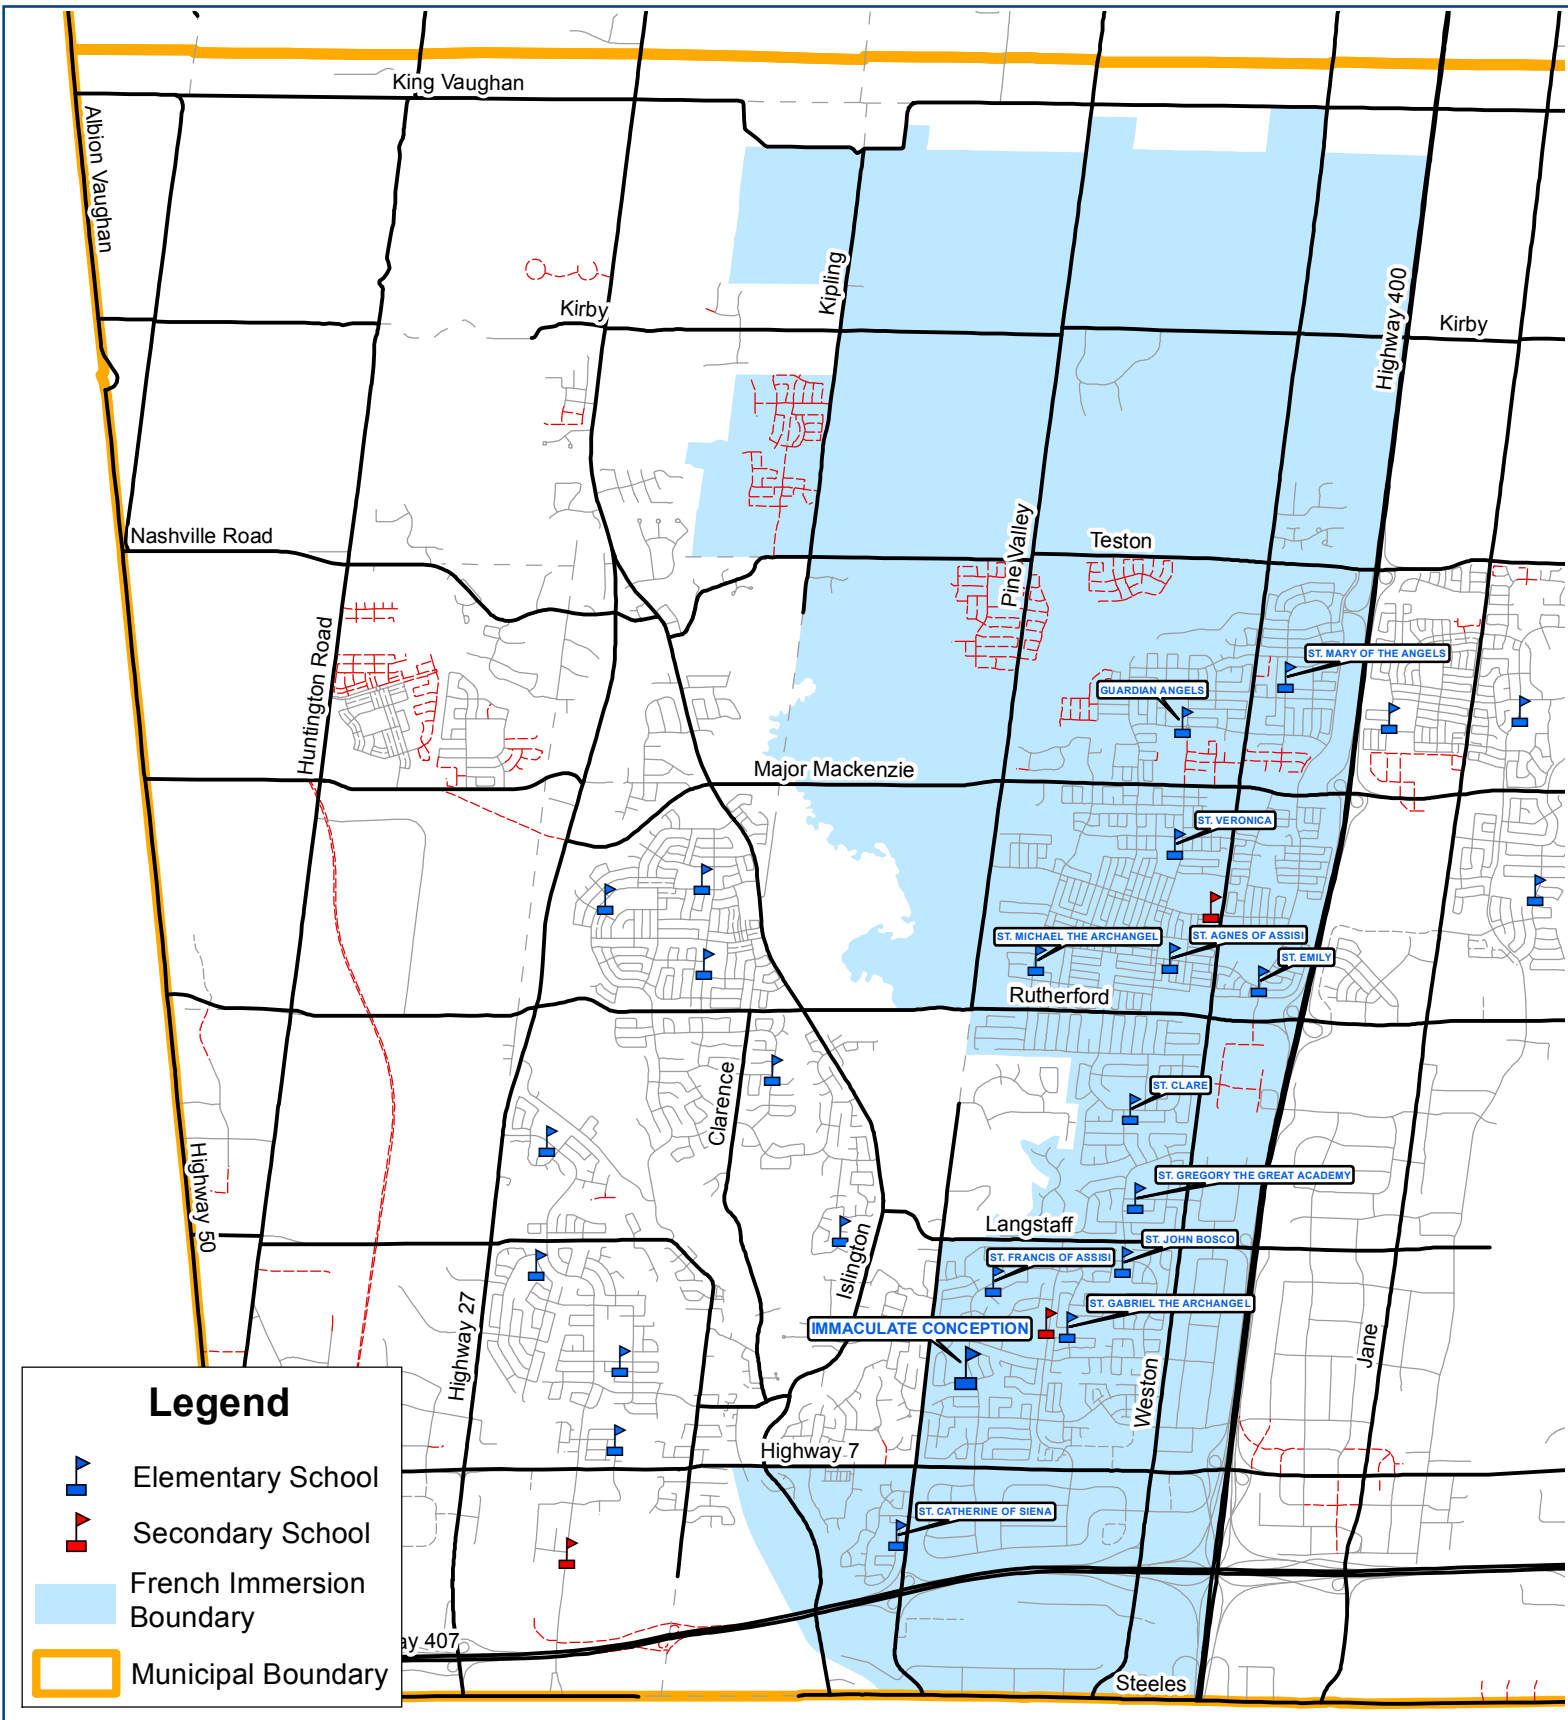 King Vaughan
Albion Vaughan
Kipling
Highway 400
Kirby
Kirby
Nashville Road
Pine Valley
Teston
Huntington Road
ST. MARY OF THE ANGELS
GUARDIAN ANGELS
Major Mackenzie
ST. VERONICA
ST. MICHAEL THE ARCHANGEL
ST. AGNES OF ASSISI
ST. EMILY
Rutherford
Clarence
ST. CLARE
Highway 50
ST. GREGORY THE GREAT ACADEMY
Langstaff
ST. JOHN BOSCO
Islington
ST. FRANCIS OF ASSISI
Highway 27
ST. GABRIEL THE ARCHANGEL
IMMACULATE CONCEPTION
Jane
Weston
Highway 7
ST. CATHERINE OF SIENA
ay 407
Steeles
Legend
Elementary School
Secondary School
French Immersion
Boundary
Municipal Boundary